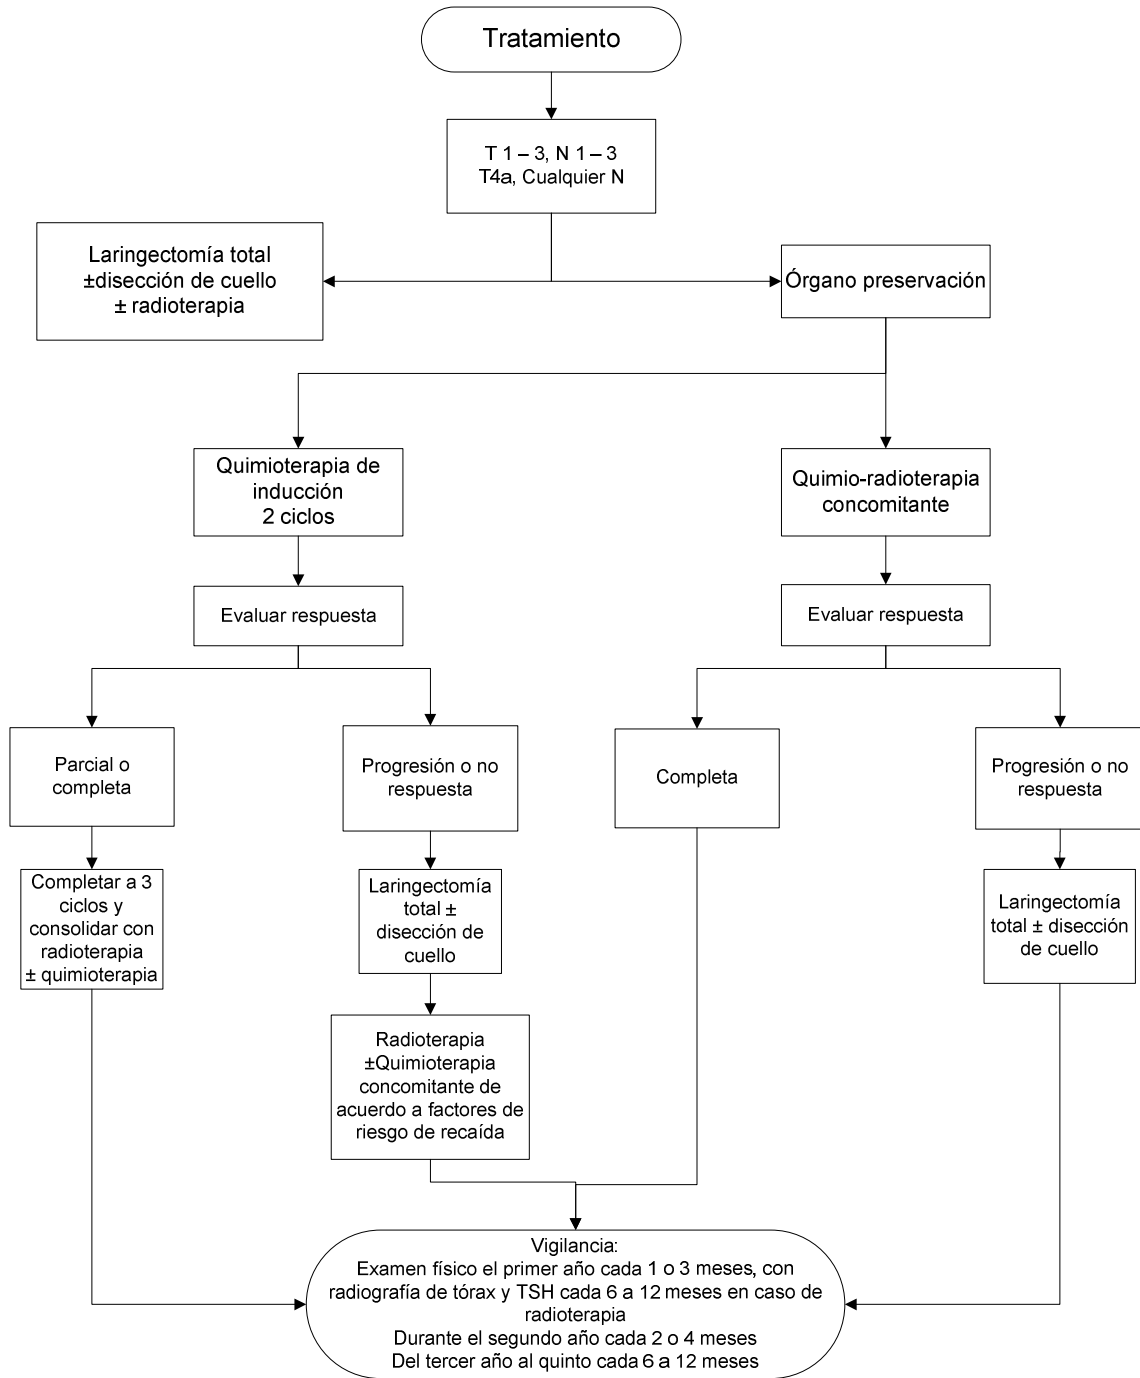 Tratamiento
T 1 – 3, N 1 – 3
T4a, Cualquier N
Laringectomía total
±disección de cuello
± radioterapia
Órgano preservación
Quimioterapia de
inducción
2 ciclos
Quimio-radioterapia
concomitante
Evaluar respuesta
Evaluar respuesta
Parcial o
completa
Progresión o no
respuesta
Completa
Progresión o no
respuesta
Completar a 3
ciclos y
consolidar con
radioterapia
± quimioterapia
Laringectomía
total ±
disección de
cuello
Laringectomía
total ± disección
de cuello
Radioterapia
±Quimioterapia
concomitante de
acuerdo a factores de
riesgo de recaída
Vigilancia:
Examen físico el primer año cada 1 o 3 meses, con
radiografía de tórax y TSH cada 6 a 12 meses en caso de
radioterapia
Durante el segundo año cada 2 o 4 meses
Del tercer año al quinto cada 6 a 12 meses